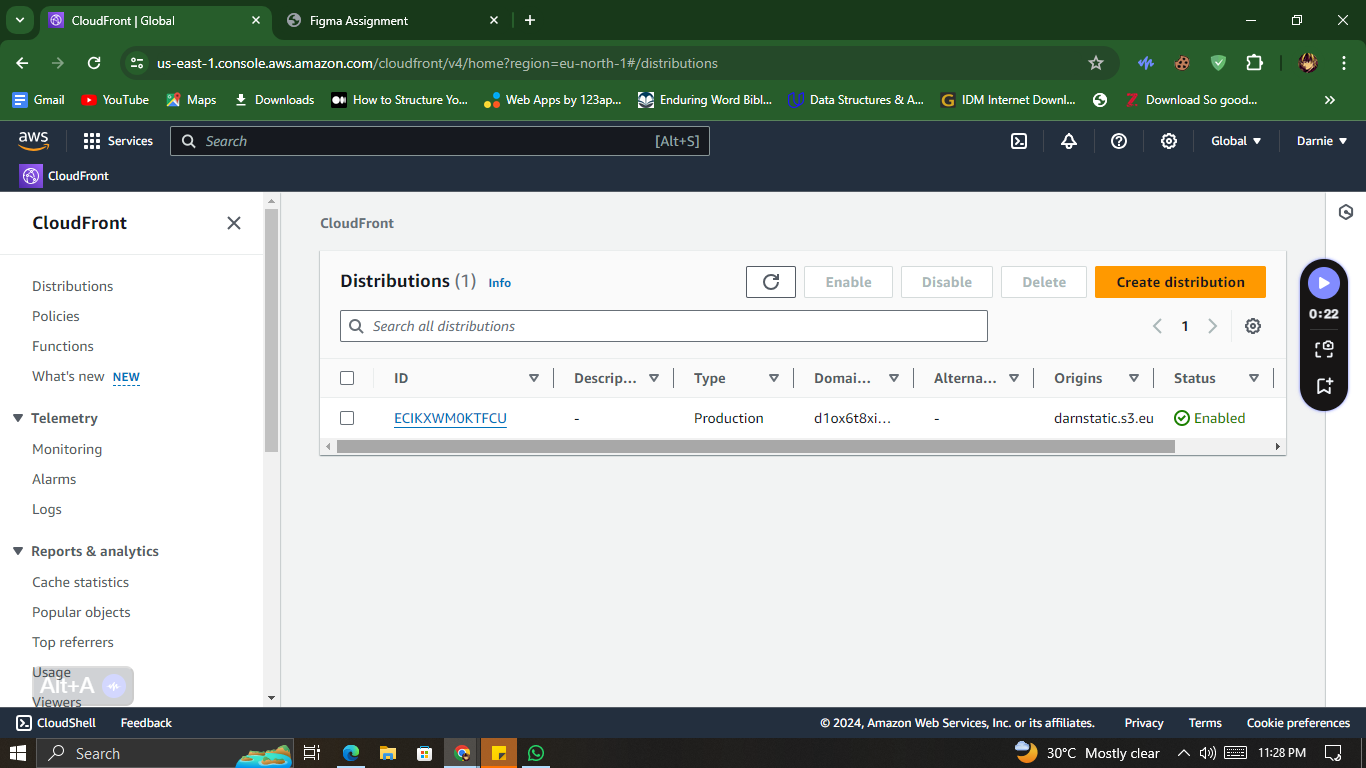 CloudFront | Global
Figma Assignment
us-east-1.console.aws.amazon.com/cloudfront/v4/home?region=eu-north-1#/distributions
Gmail YouTube Maps Downloads How to Structure Yo... Web Apps by 123ap... Enduring Word Bibl... Data Structures & A... IDM Internet Downl... Download So good...
aws Services Search [Alt+S] Global Darnie
CloudFront
CloudFront
Distributions
Policies
Functions
What's new NEW
Telemetry
Monitoring
Alarms
Logs
Reports & analytics
Cache statistics
Popular objects
Top referrers
Usage
Alt+A
Viewers
CloudFront
Distributions (1) Info Enable Disable Delete Create distribution
Search all distributions 1
ID Descrip... Type Domai... Alterna... Origins Status
ECIKXWM0KTFCU - Production d1ox6t8xi... - darnstatic.s3.eu Enabled
0:22
CloudShell Feedback © 2024, Amazon Web Services, Inc. or its affiliates. Privacy Terms Cookie preferences
Search 30°C Mostly clear 11:28 PM